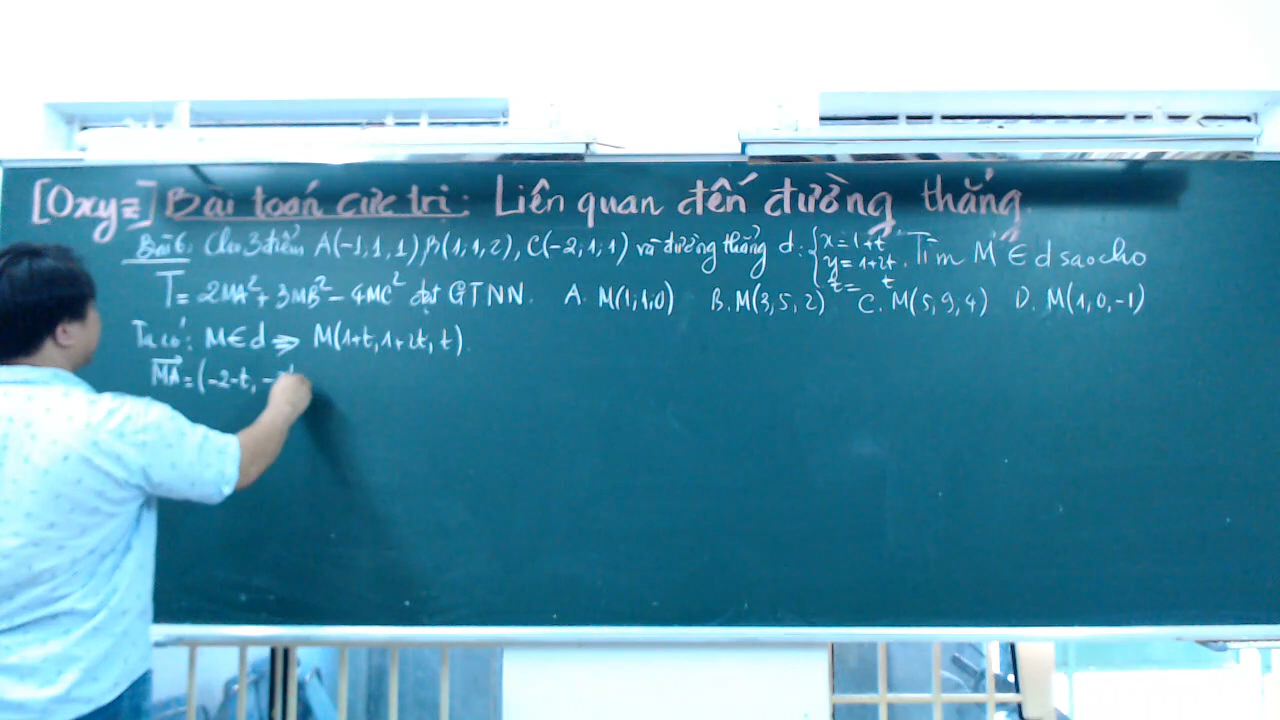 [Oxyz] Bài toán cực trị: Liên quan đến đường thẳng.
Bài 6: Cho 3 điểm A(-1,1,1) B(1,1,2), C(-2,1,1) và đường thẳng d: { x=1+t
y=1+2t
z= t . Tìm M ∈ d sao cho
T = 2MA² + 3MB² - 4MC² đạt GTNN. A. M(1,1,0) B. M(3,5,2) C. M(5,9,4) D. M(1,0,-1)
Ta có: M ∈ d => M(1+t, 1+2t, t).
MA = (-2-t, -2t